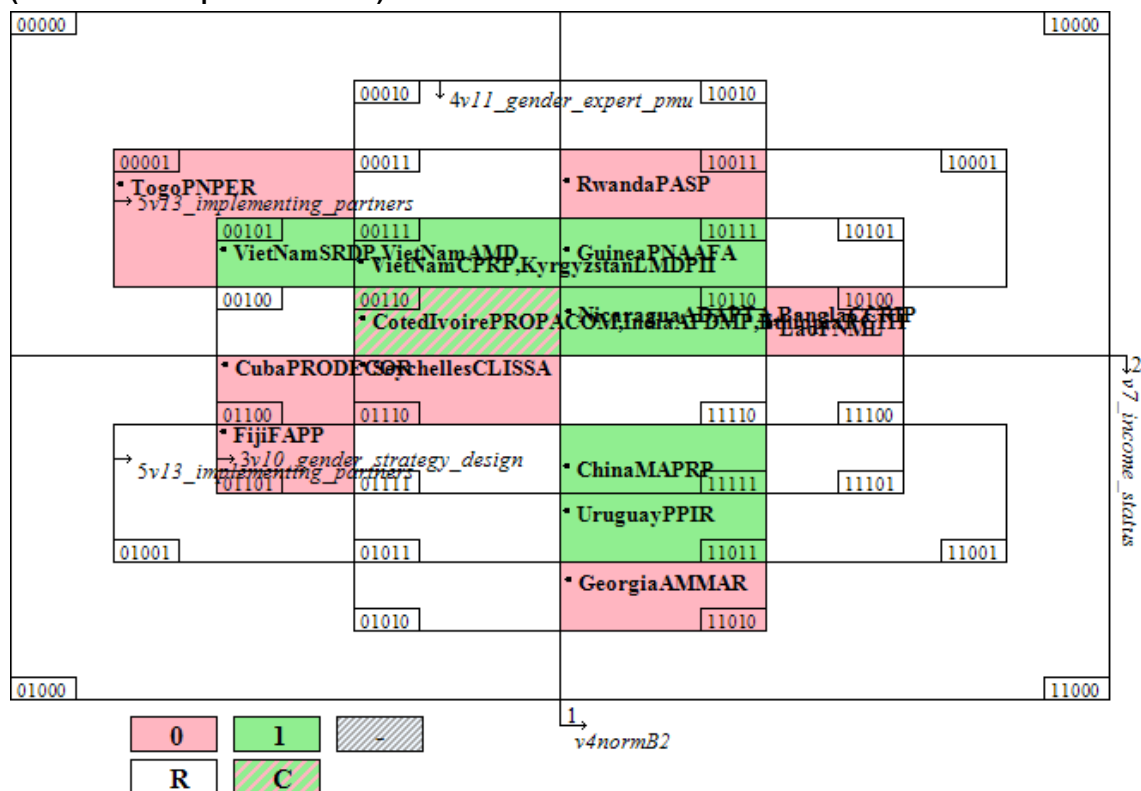 00000 10000
00010 4v11_gender_expert_pmu 10010
00001 00011 10011 10001
TogoPNPER RwandaPASP
5v13_implementing_partners
00101 00111 10111 10101
VietNamSRDP,VietNamAMD GuineaPNAAFA
VietNamCPRP,KyrgyzstanLMDPII
00100 00110 10110 10100
CotedIvoirePROPACOM,IndiaAPDMP, NicaraguaADAPTA,
LaoPNML
CubaPRODECOR SeychellesCLISSA
2
v7_income_status
01100 01110 11110 11100
FijiFAPP
3v10_gender_strategy_design
5v13_implementing_partners ChinaMAPRP
01101 01111 11111 11101
UruguayPPIR
01001 01011 11011 11001
GeorgiaAMMAR
01010 11010
01000 11000
1
v4normB2
0 1 -
R C